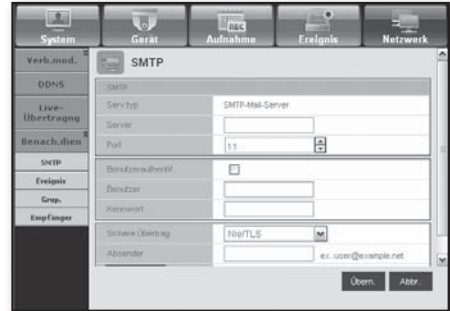 System Gerät Aufnahme Ereignis Netzwerk
Verb.mod.
DDNS
Live-
Übertragng
Benach.dien
SMTP
Ereignis
Grup.
Empfänger
SMTP
SMTP
Serv.typ SMTP-Mail-Server
Server
Port 11
Benutzerauthentif.
Benutzer
Kennwort
Sichere Übertrag Nie/TLS
Absender ex. user@example.net
Übern. Abbr.